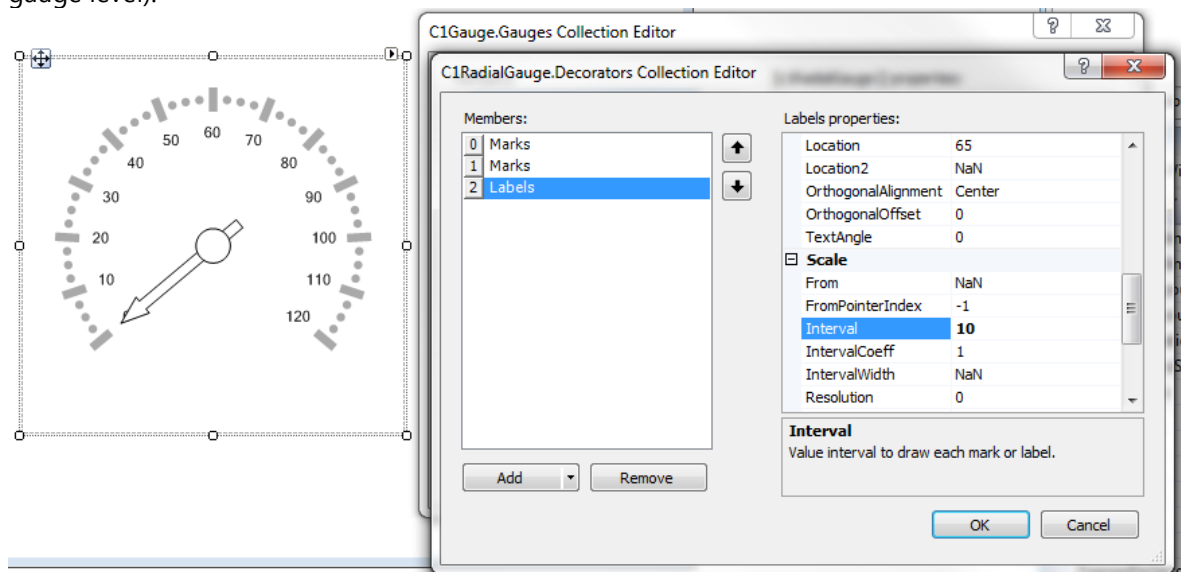 gauge level).
C1Gauge.Gauges Collection Editor
C1RadialGauge.Decorators Collection Editor
Members:
0 Marks
1 Marks
2 Labels
Add
Remove
Labels properties:
Location 65
Location2 NaN
OrthogonalAlignment Center
OrthogonalOffset 0
TextAngle 0
Scale
From NaN
FromPointerIndex -1
Interval 10
IntervalCoeff 1
IntervalWidth NaN
Resolution 0
Interval
Value interval to draw each mark or label.
OK
Cancel
10
20
30
40
50
60
70
80
90
100
110
120